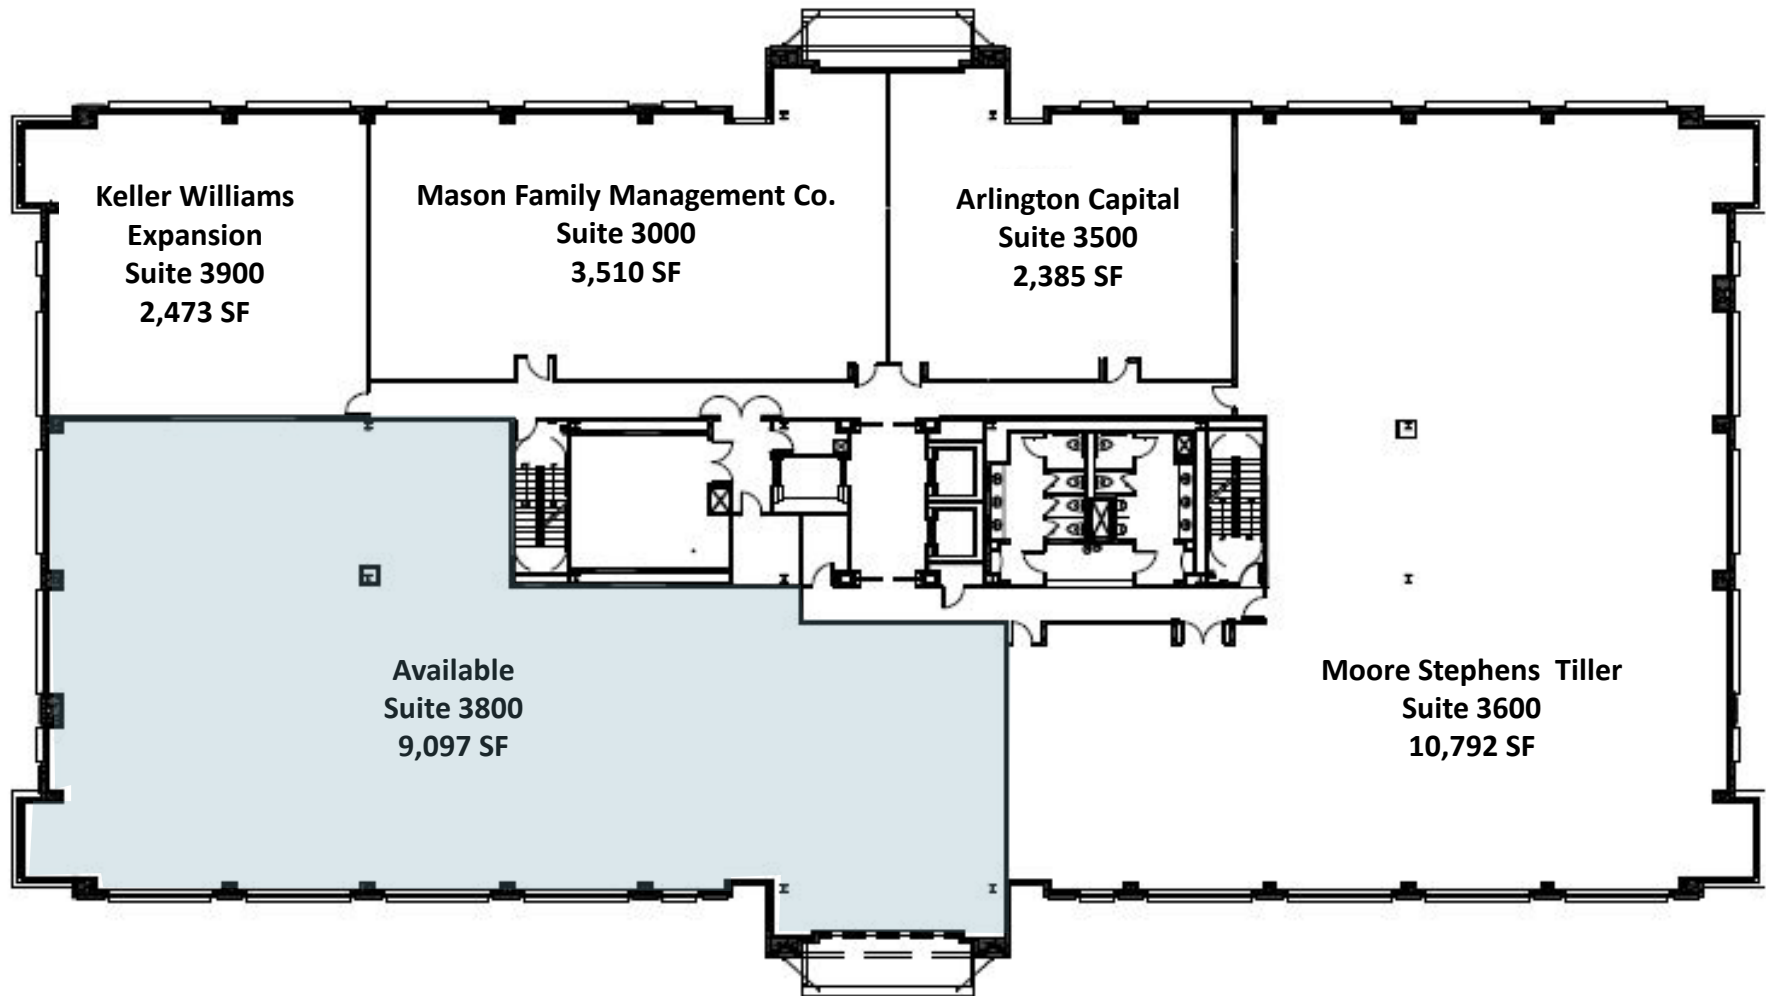 Keller Williams
Expansion
Suite 3900
2,473 SF
Mason Family Management Co.
Suite 3000
3,510 SF
Arlington Capital
Suite 3500
2,385 SF
Available
Suite 3800
9,097 SF
Moore Stephens Tiller
Suite 3600
10,792 SF